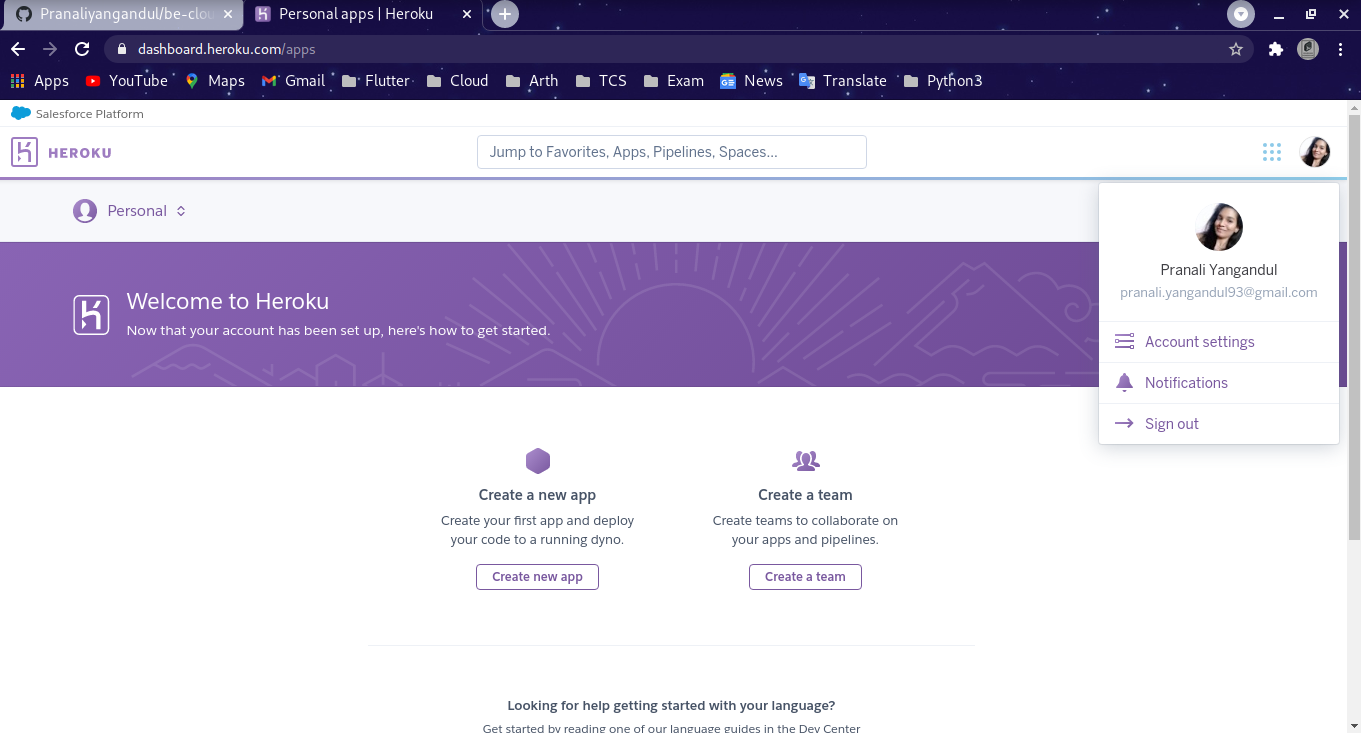 Pranaliyangandul/be-clou
Personal apps | Heroku
dashboard.heroku.com/apps
Apps YouTube Maps Gmail Flutter Cloud Arth TCS Exam News Translate Python3
Salesforce Platform
HEROKU
Jump to Favorites, Apps, Pipelines, Spaces...
Personal
Pranali Yangandul
pranali.yangandul93@gmail.com
Account settings
Notifications
Sign out
Welcome to Heroku
Now that your account has been set up, here's how to get started.
Create a new app
Create your first app and deploy
your code to a running dyno.
Create new app
Create a team
Create teams to collaborate on
your apps and pipelines.
Create a team
Looking for help getting started with your language?
Get started by reading one of our language guides in the Dev Center